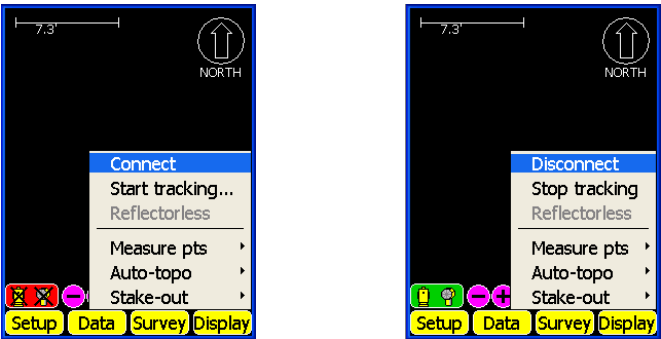 7.3'
NORTH
Connect
Start tracking...
Reflectorless
Measure pts
Auto-topo
Stake-out
Setup Data Survey Display
7.3'
NORTH
Disconnect
Stop tracking
Reflectorless
Measure pts
Auto-topo
Stake-out
Setup Data Survey Display